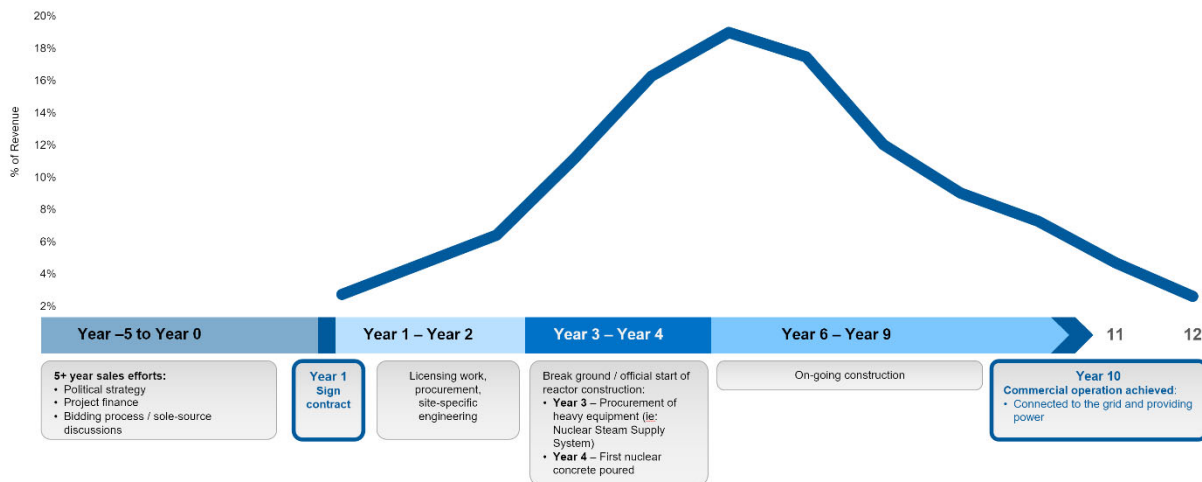 20%
18%
16%
14%
12%
10%
8%
6%
4%
2%
% of Revenue
Year –5 to Year 0
Year 1 – Year 2
Year 3 – Year 4
Year 6 – Year 9
11
12
5+ year sales efforts:
• Political strategy
• Project finance
• Bidding process / sole-source
discussions
Year 1
Sign
contract
Licensing work,
procurement,
site-specific
engineering
Break ground / official start of
reactor construction:
• Year 3 – Procurement of
heavy equipment (ie:
Nuclear Steam Supply
System)
• Year 4 – First nuclear
concrete poured
On-going construction
Year 10
Commercial operation achieved:
• Connected to the grid and providing
power